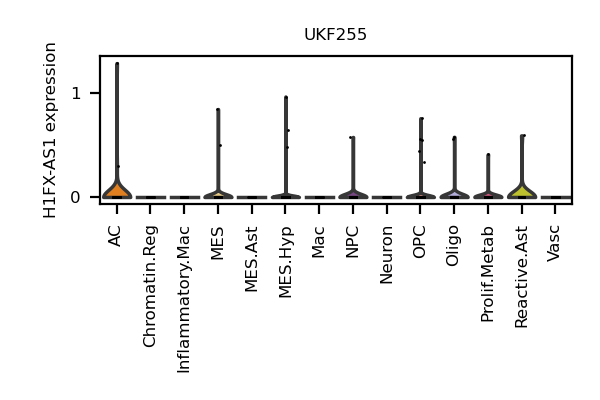 UKF255
H1FX-AS1 expression
1
0
AC
Chromatin.Reg
Inflammatory.Mac
MES
MES.Ast
MES.Hyp
Mac
NPC
Neuron
OPC
Oligo
Prolif.Metab
Reactive.Ast
Vasc